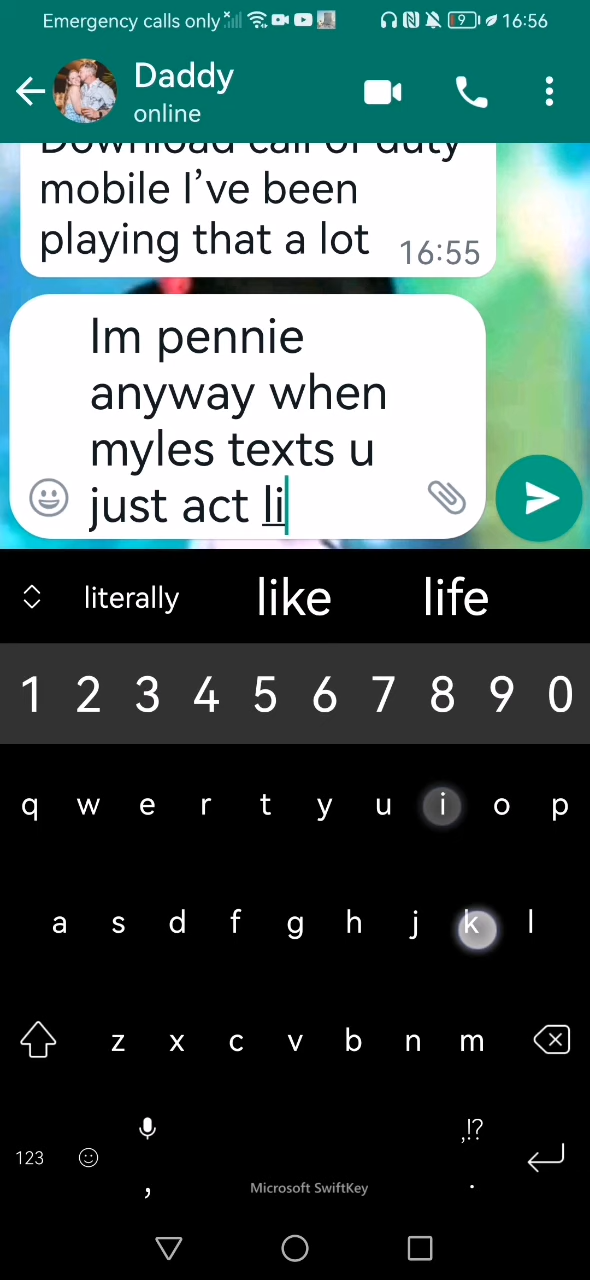 Emergency calls only 9 16:56
Daddy
online
Download call of duty
mobile I've been
playing that a lot 16:55
Im pennie
anyway when
myles texts u
just act li
literally like life
1 2 3 4 5 6 7 8 9 0
q w e r t y u i o p
a s d f g h j k l
z x c v b n m
,!?
123
, Microsoft SwiftKey .